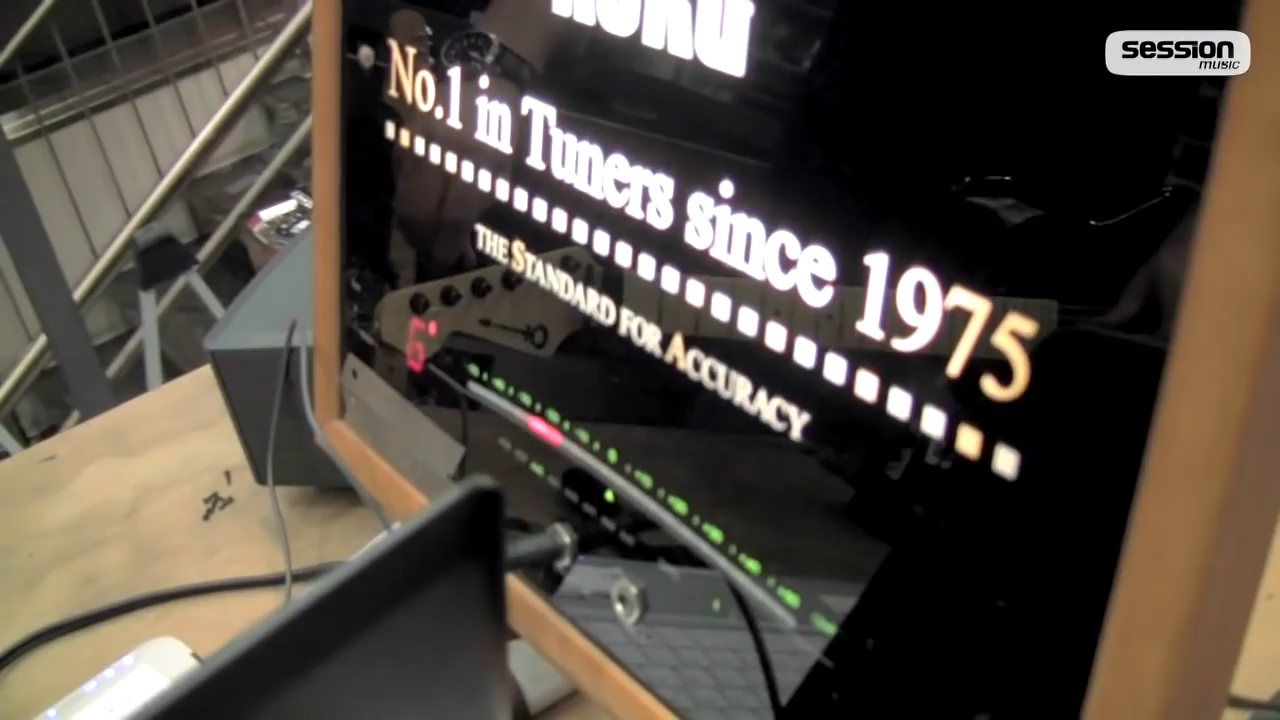 session
music
No.1 in Tuners since 1975
THE STANDARD FOR ACCURACY
G